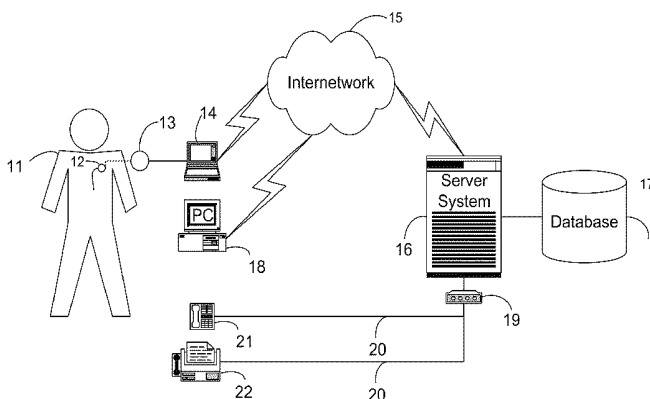 15
Internetwork
13
14
11
12
Server
System
17
PC
16
Database
18
19
21
20
22
20